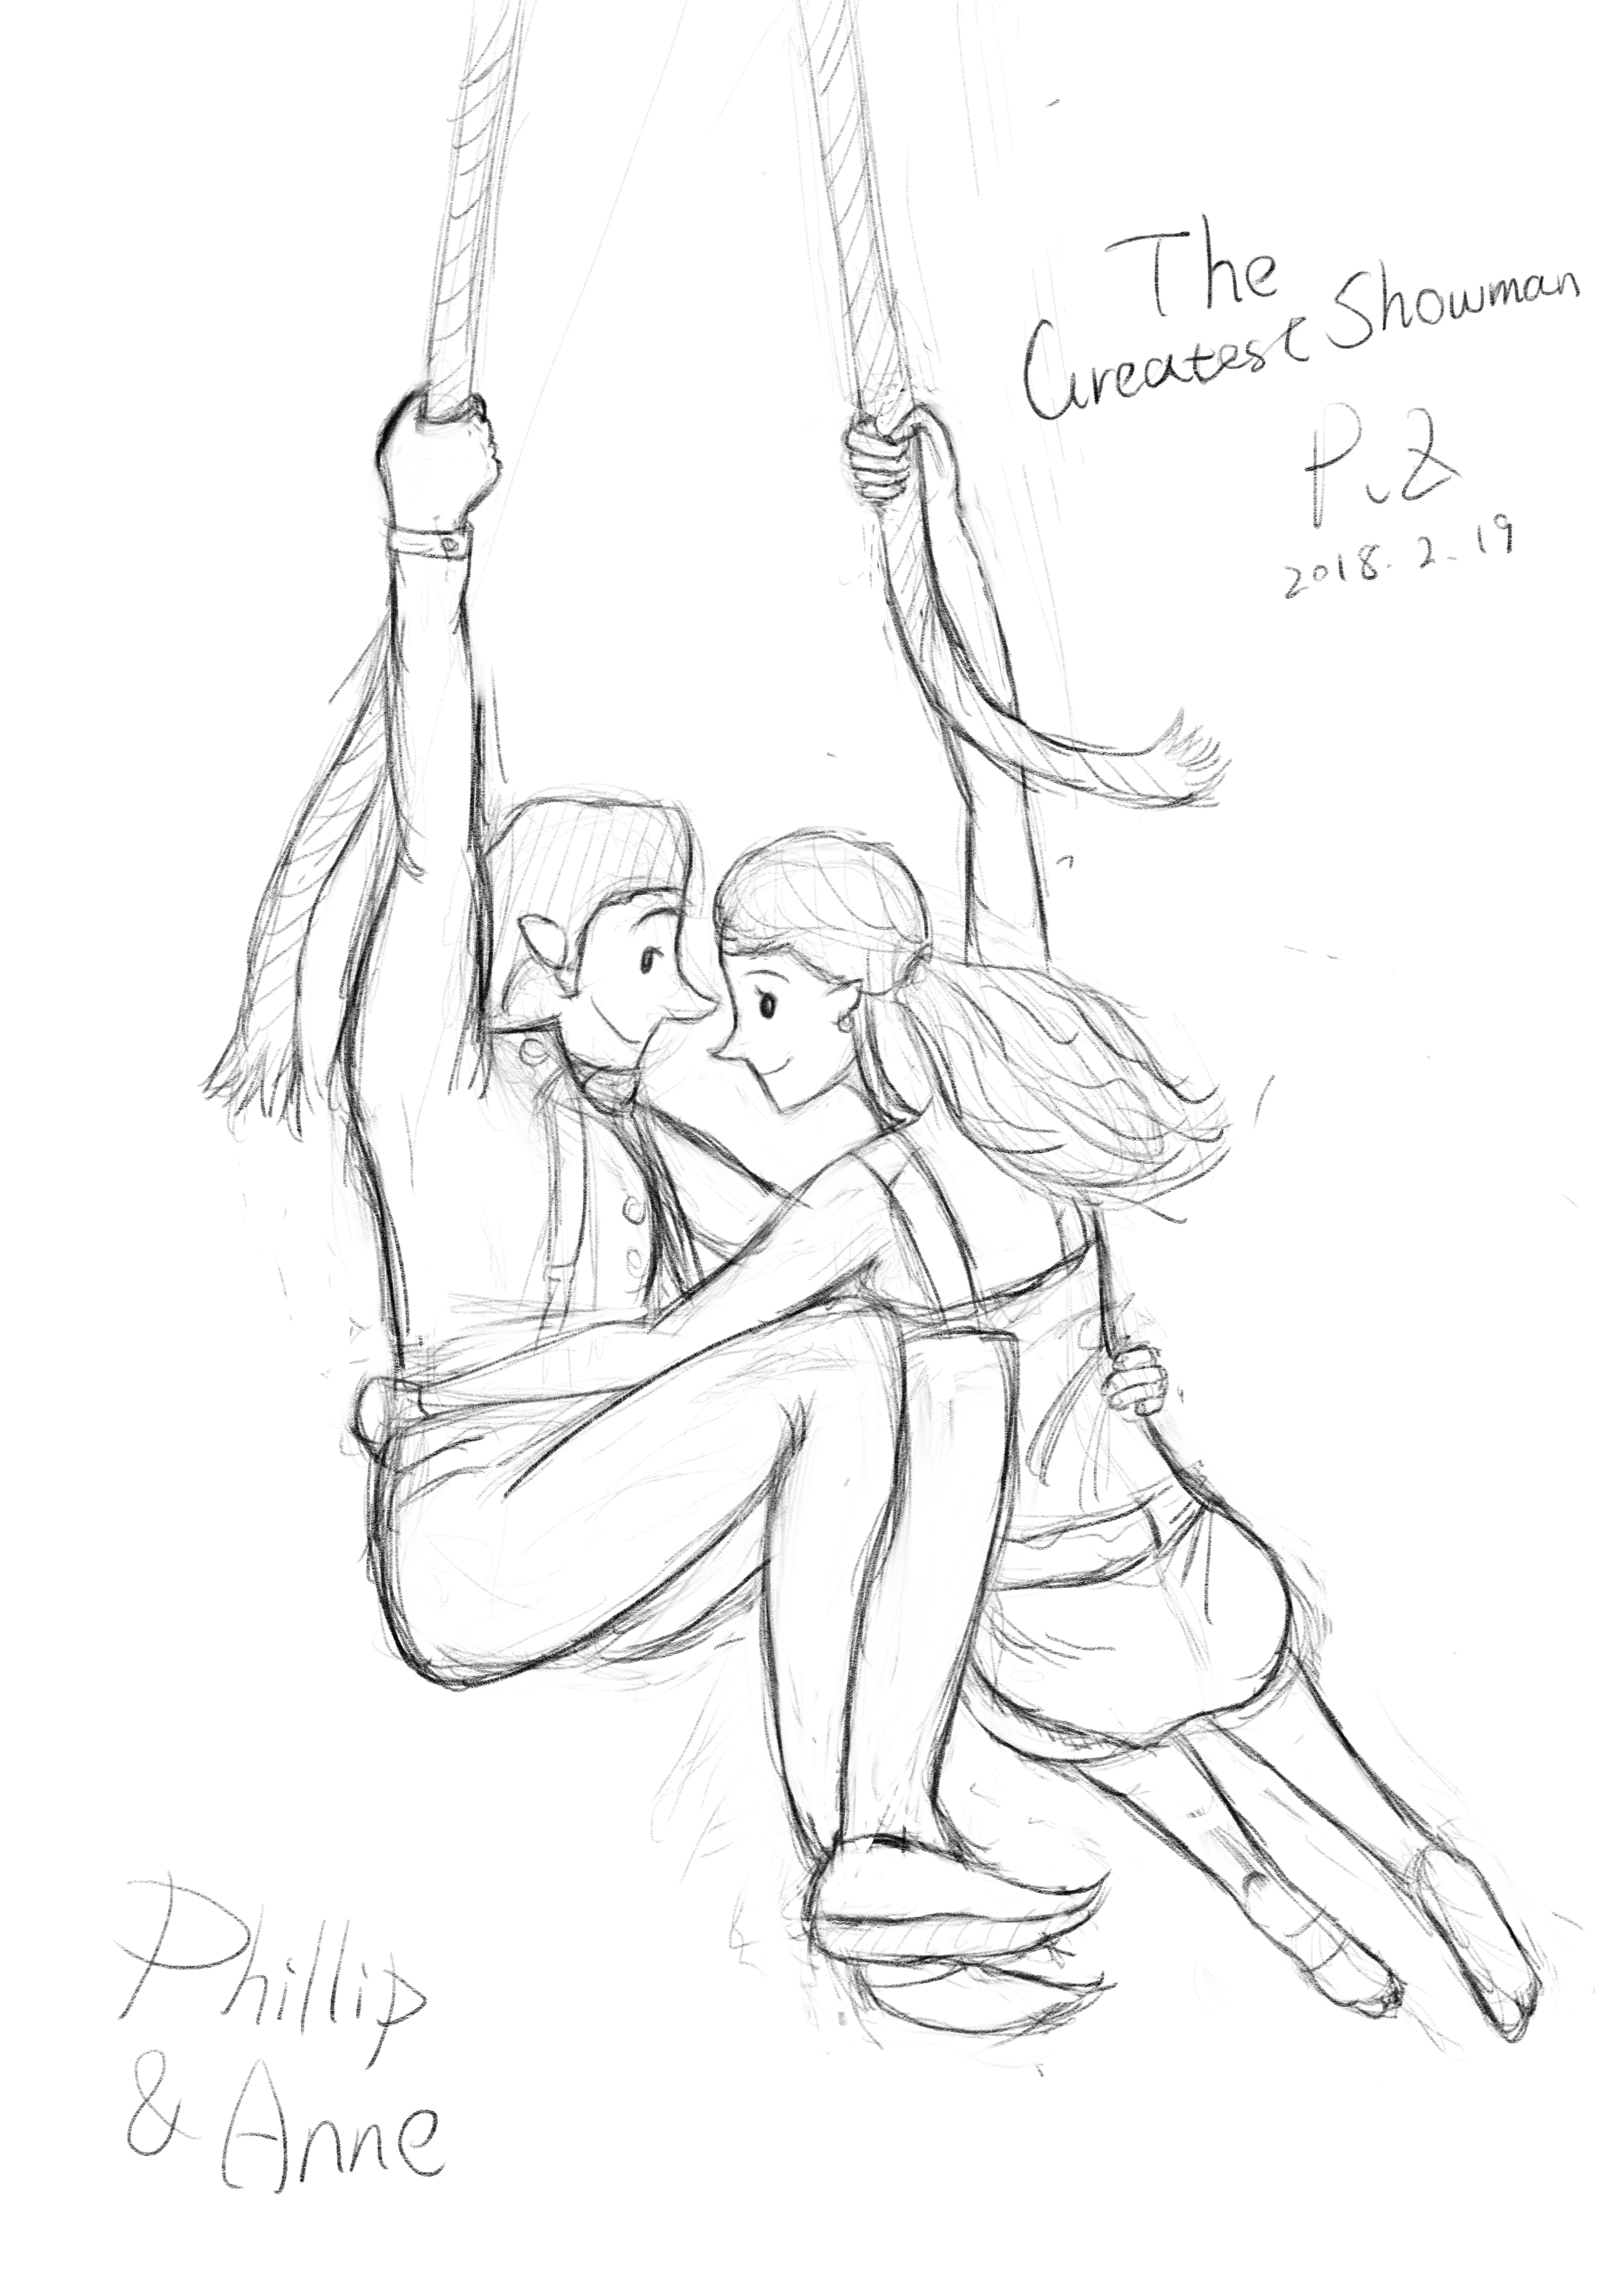 The
Greatest Showman
P.Z
2018.2.19
Phillip
& Anne